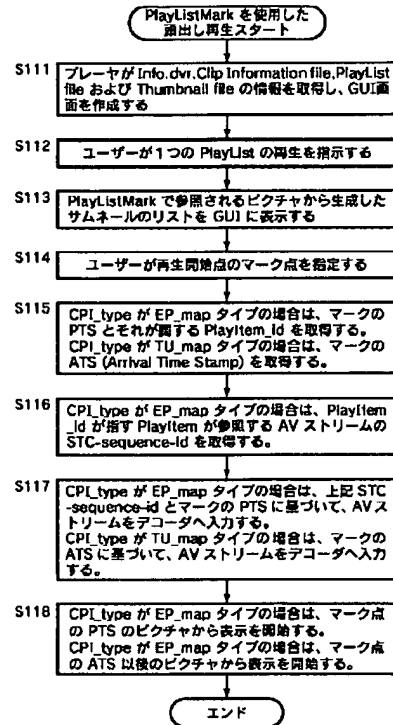 PlayListMark を使用した
頭出し再生スタート
S111
プレーヤが Info.dvr,Clip Information file,PlayList
file および Thumbnail file の情報を取得し、GUI画
面を作成する
S112
ユーザーが1つの PlayList の再生を指示する
S113
PlayListMark で参照されるピクチャから生成した
サムネールのリストを GUI に表示する
S114
ユーザーが再生開始点のマーク点を指定する
S115
CPI_type が EP_map タイプの場合は、マークの
PTS とそれが関する PlayItem_id を取得する。
CPI_type が TU_map タイプの場合は、マークの
ATS (Arrival Time Stamp) を取得する。
S116
CPI_type が EP_map タイプの場合は、PlayItem
_id が指す PlayItem が参照する AV ストリームの
STC-sequence-id を取得する。
S117
CPI_type が EP_map タイプの場合は、上記 STC
-sequence-id とマークの PTS に基づいて、AVス
トリームをデコーダへ入力する。
CPI_type が TU_map タイプの場合は、マークの
ATS に基づいて、AV ストリームをデコーダへ入力
する。
S118
CPI_type が EP_map タイプの場合は、マーク点
の PTS のピクチャから表示を開始する。
CPI_type が EP_map タイプの場合は、マーク点
の ATS 以後のピクチャから表示を開始する。
エンド